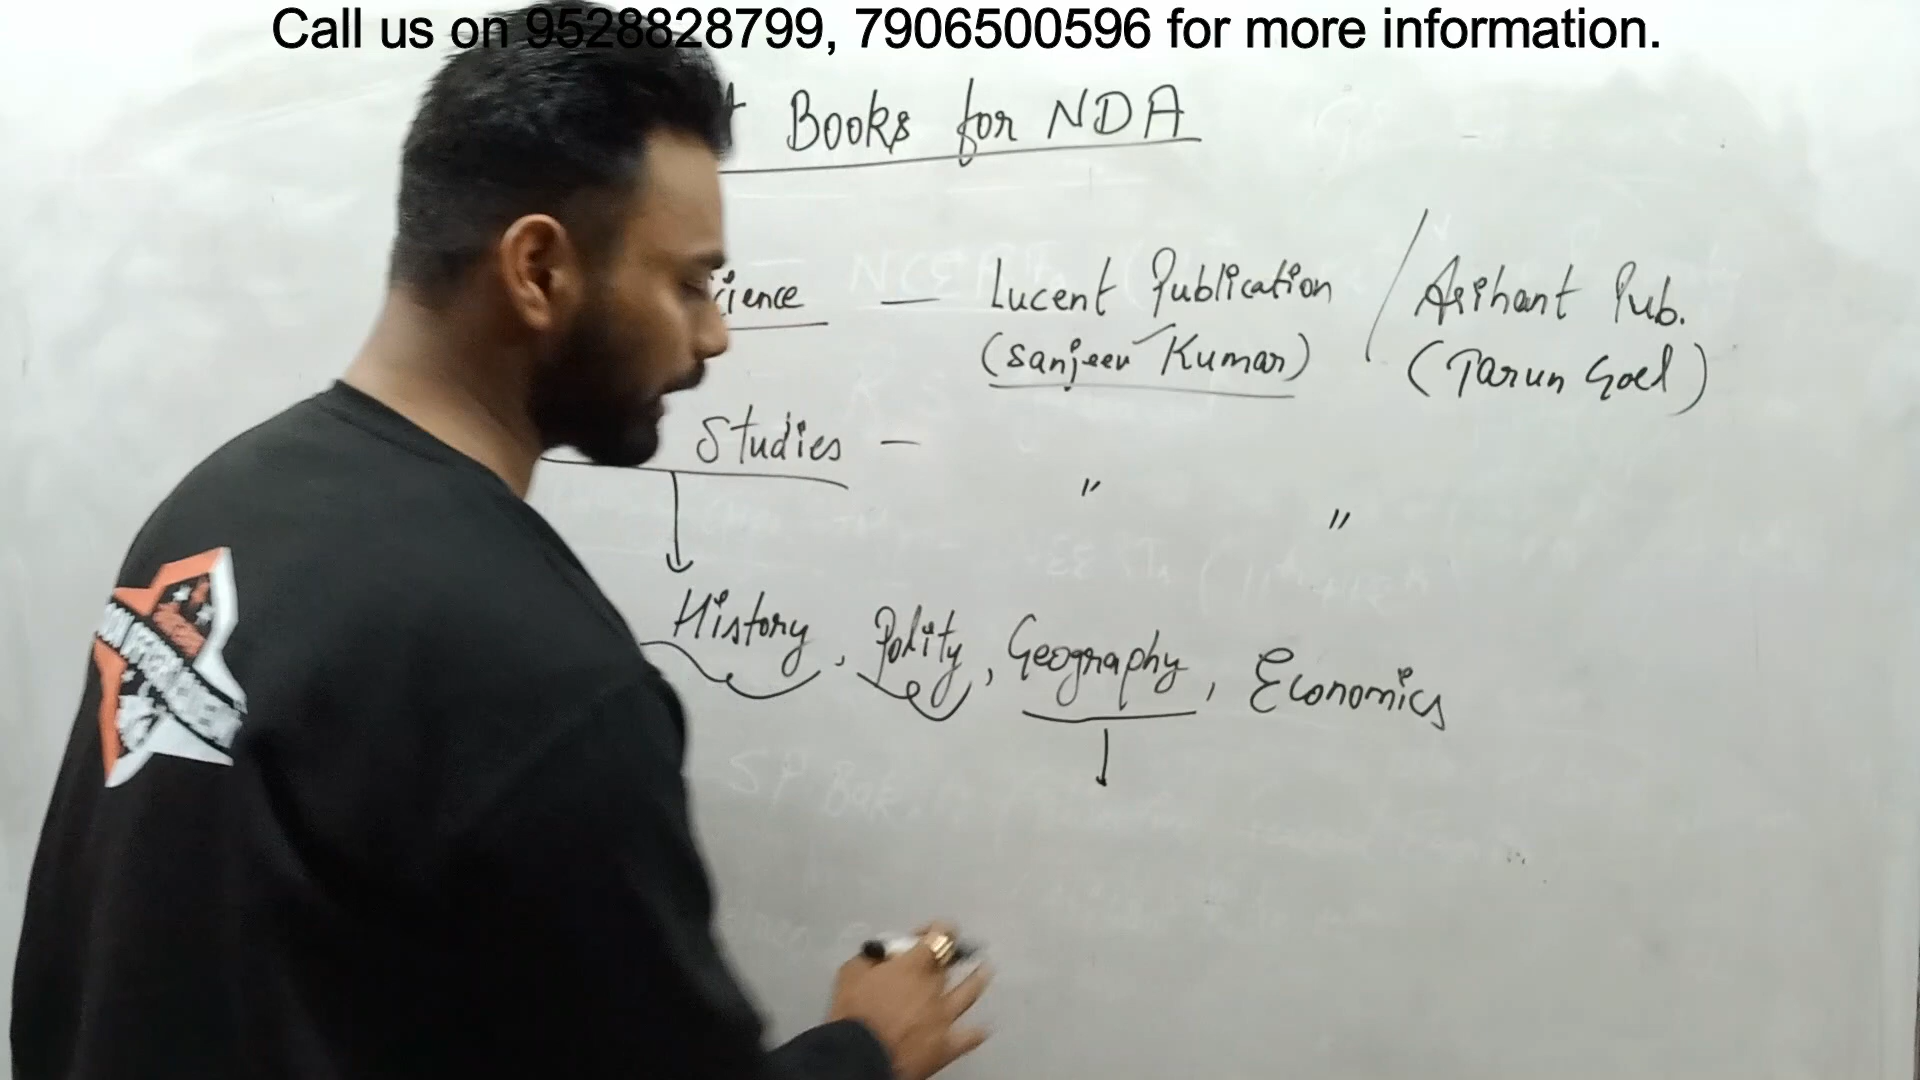 Call us on 9528828799, 7906500596 for more information.
Books for NDA
cience — Lucent Publication / Arihant Pub.
(Sanjeev Kumar) (Tarun Goel)
Studies — " "
History, Polity, Geography, Economics